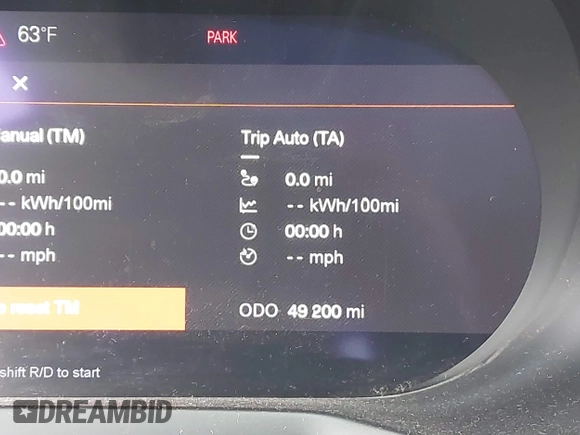 63°F
PARK
anual (TM)
0.0 mi
-- kWh/100mi
00:00 h
-- mph
reset TM
Trip Auto (TA)
0.0 mi
-- kWh/100mi
00:00 h
-- mph
ODO 49 200 mi
shift R/D to start
DREAMBID